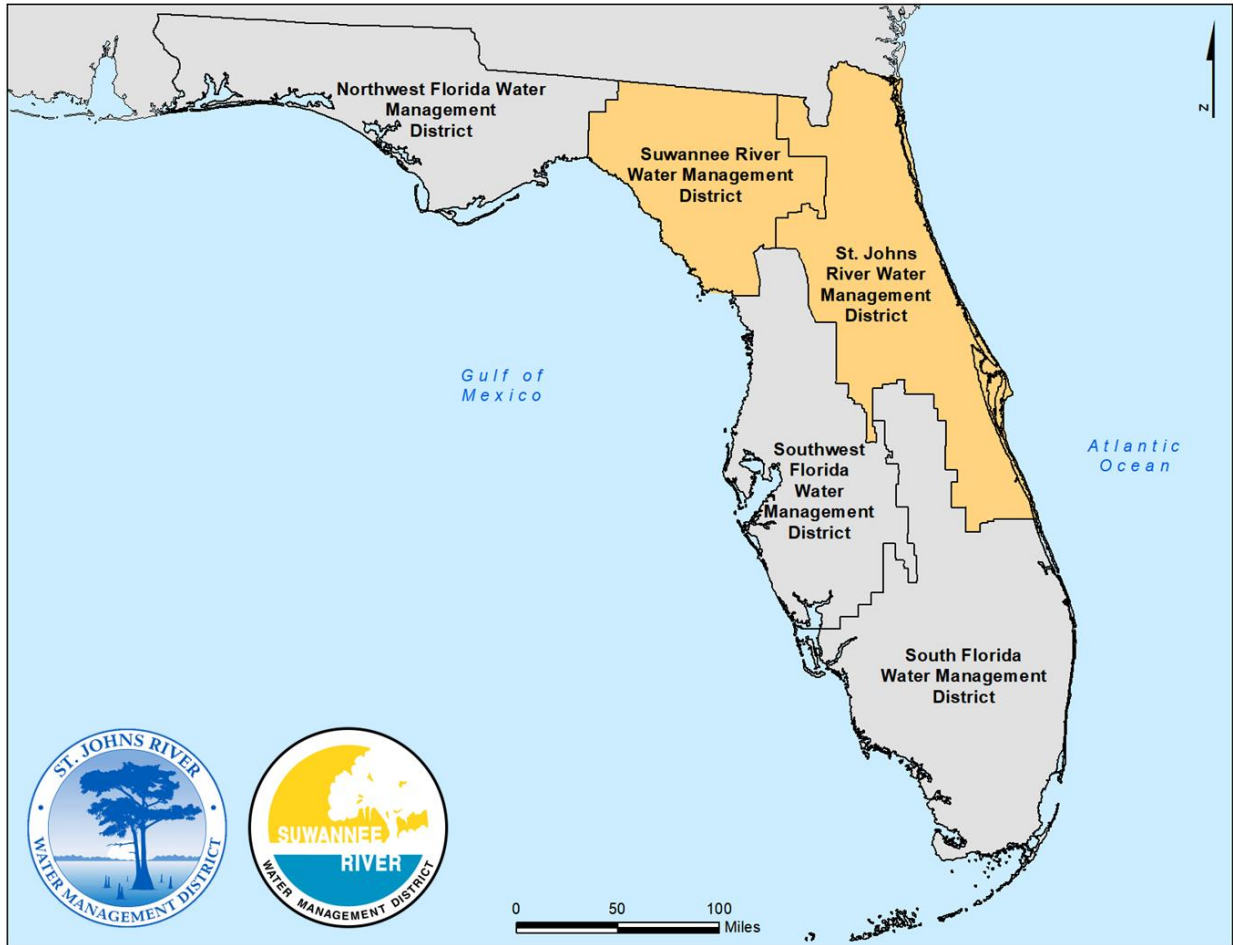 Northwest Florida Water
Management
District
N
Suwannee River
Water Management
District
St. Johns
River Water
Management
District
Gulf of
Mexico
Atlantic
Ocean
Southwest
Florida
Water
Management
District
South Florida
Water Management
District
ST. JOHNS RIVER
WATER MANAGEMENT DISTRICT
SUWANNEE
RIVER
WATER MANAGEMENT DISTRICT
0 50 100
Miles